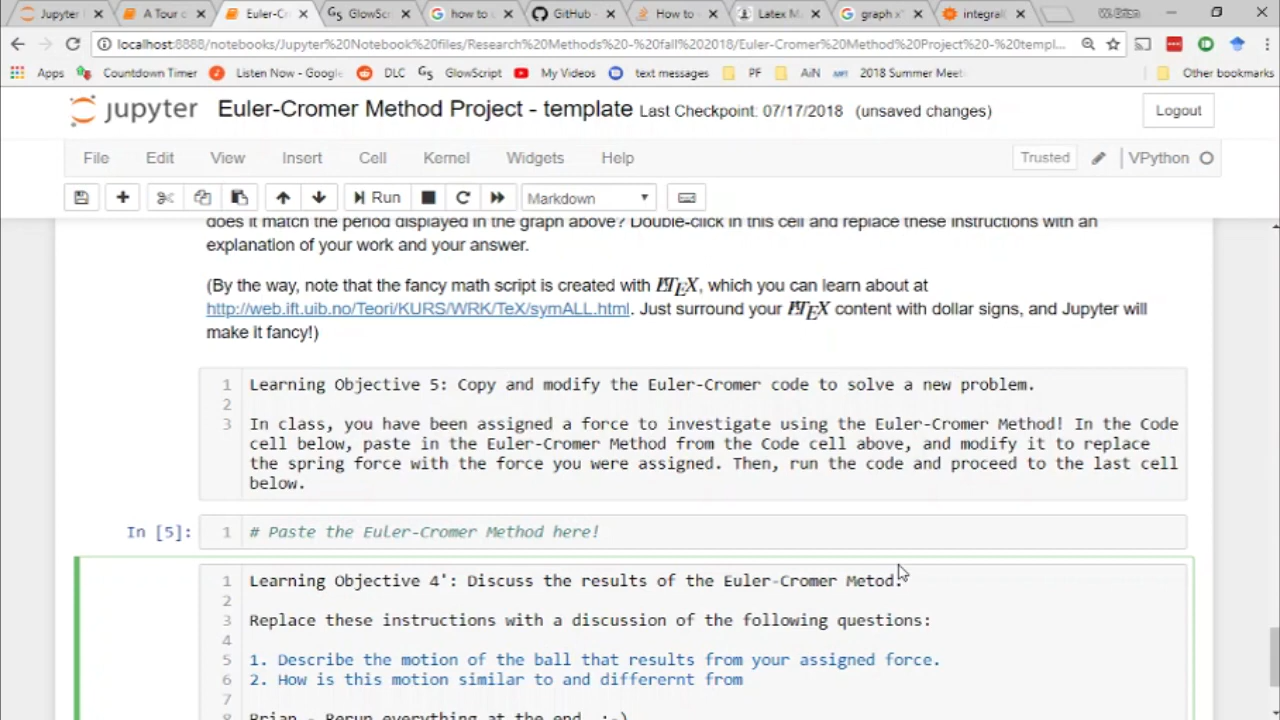 Jupyter
A Tour o
Euler-Cro
GlowScr
how to u
GitHub -
How to -
Latex Ma
graph x^
integral
localhost:8888/notebooks/Jupyter%20Notebook%20files/Research%20Methods%20-%20fall%202018/Euler-Cromer%20Method%20Project%20-%20templ...
Apps
Countdown Timer
Listen Now - Google
DLC
GlowScript
My Videos
text messages
PF
AiN
2018 Summer Meet
Other bookmarks
jupyter Euler-Cromer Method Project - template Last Checkpoint: 07/17/2018 (unsaved changes)
Logout
File Edit View Insert Cell Kernel Widgets Help
Trusted
VPython
Run
Markdown
does it match the period displayed in the graph above? Double-click in this cell and replace these instructions with an
explanation of your work and your answer.
(By the way, note that the fancy math script is created with LATEX, which you can learn about at
http://web.ift.uib.no/Teori/KURS/WRK/TeX/symALL.html. Just surround your LATEX content with dollar signs, and Jupyter will
make it fancy!)
1 Learning Objective 5: Copy and modify the Euler-Cromer code to solve a new problem.
2
3 In class, you have been assigned a force to investigate using the Euler-Cromer Method! In the Code
cell below, paste in the Euler-Cromer Method from the Code cell above, and modify it to replace
the spring force with the force you were assigned. Then, run the code and proceed to the last cell
below.
In [5]: 1 # Paste the Euler-Cromer Method here!
1 Learning Objective 4': Discuss the results of the Euler-Cromer Metod.
2
3 Replace these instructions with a discussion of the following questions:
4
5 1. Describe the motion of the ball that results from your assigned force.
6 2. How is this motion similar to and differernt from
7
8 Brian - Rerun everything at the end. :-)